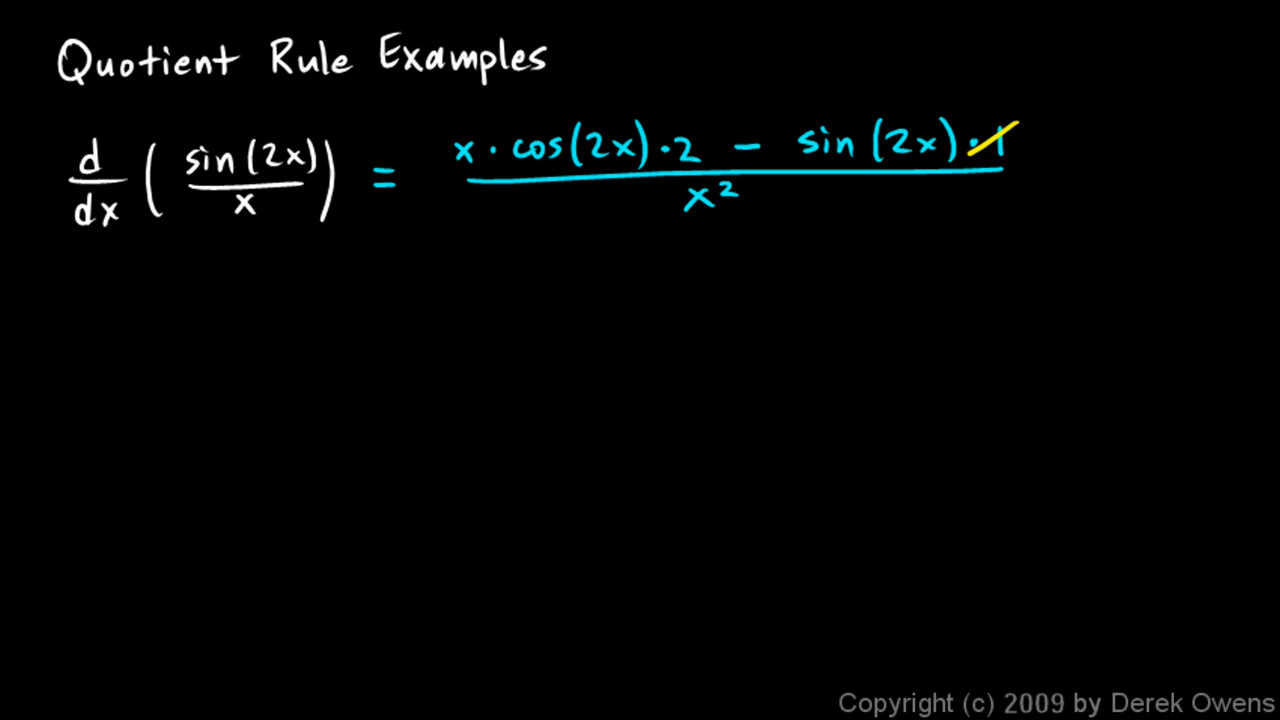 Quotient Rule Examples
d/dx ( sin(2x)/x ) = (x · cos(2x) · 2 − sin(2x) · 1)/x²
Copyright (c) 2009 by Derek Owens